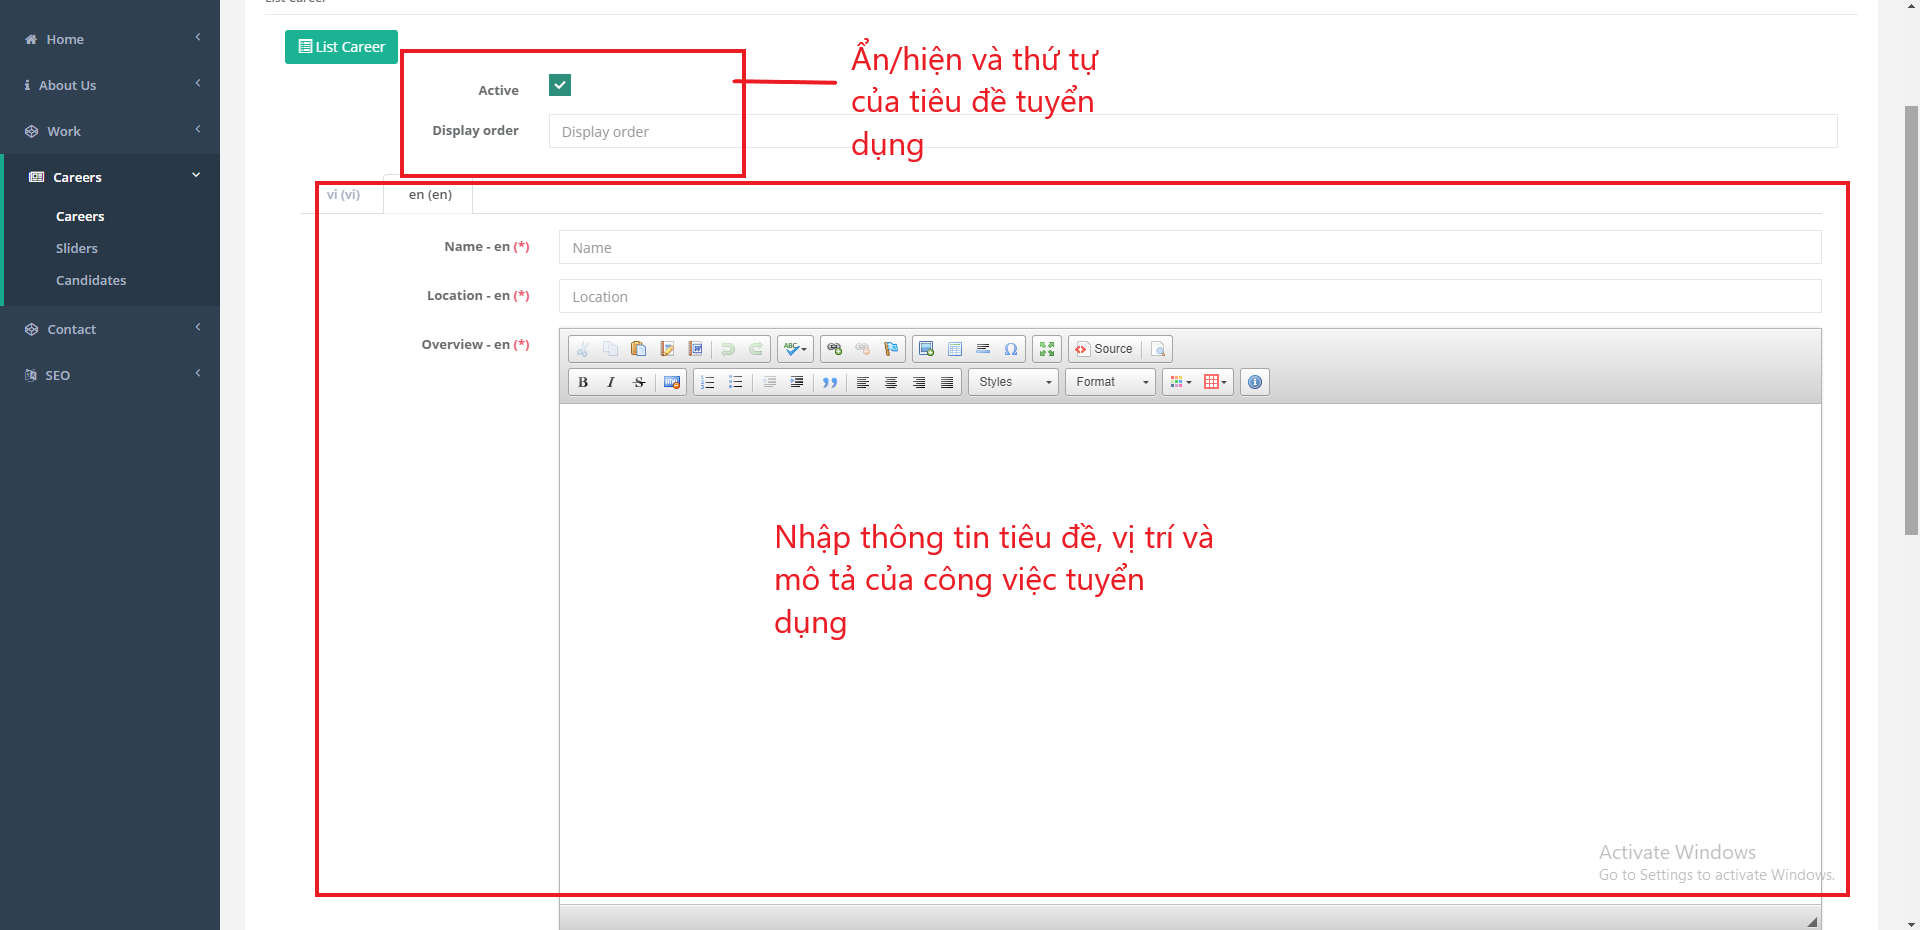 List Career
Home
About Us
Work
Careers
Careers
Sliders
Candidates
Contact
SEO
List Career
Active
Display order
Display order
Ẩn/hiện và thứ tự
của tiêu đề tuyển
dụng
vi (vi)
en (en)
Name - en (*)
Name
Location - en (*)
Location
Overview - en (*)
ABC
Source
B I S
Styles
Format
Nhập thông tin tiêu đề, vị trí và
mô tả của công việc tuyển
dụng
Activate Windows
Go to Settings to activate Windows.